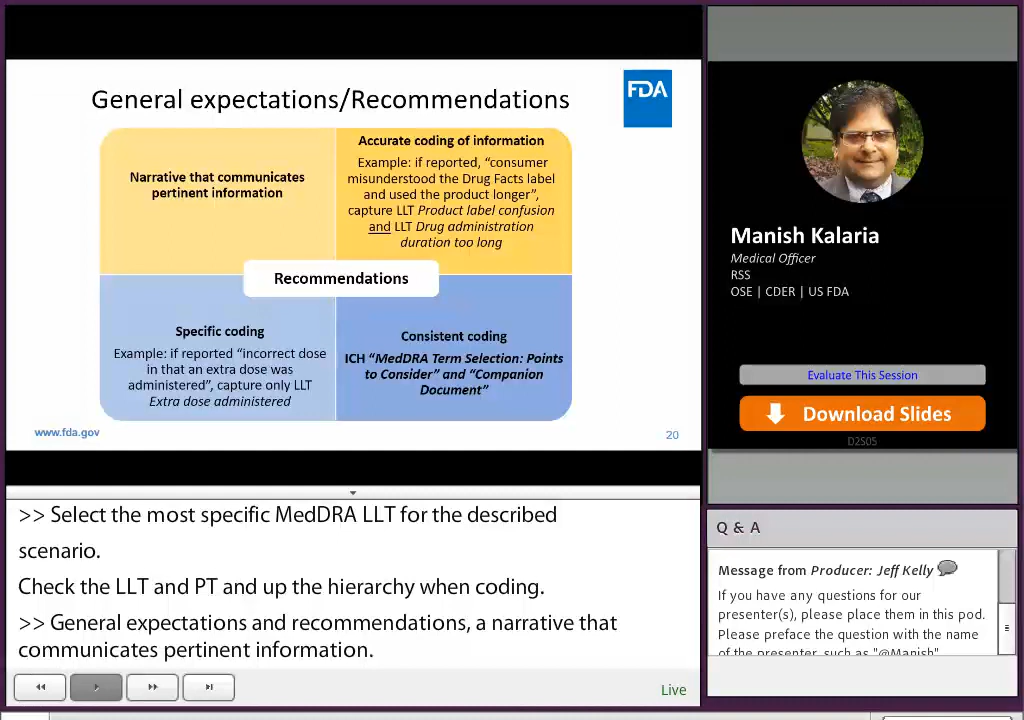 General expectations/Recommendations
FDA
Narrative that communicates
pertinent information
Accurate coding of information
Example: if reported, “consumer
misunderstood the Drug Facts label
and used the product longer”,
capture LLT Product label confusion
and LLT Drug administration
duration too long
Recommendations
Specific coding
Example: if reported “incorrect dose
in that an extra dose was
administered”, capture only LLT
Extra dose administered
Consistent coding
ICH “MedDRA Term Selection: Points
to Consider” and “Companion
Document”
www.fda.gov
20
Manish Kalaria
Medical Officer
RSS
OSE | CDER | US FDA
Evaluate This Session
Download Slides
D2S05
>> Select the most specific MedDRA LLT for the described
scenario.
Check the LLT and PT and up the hierarchy when coding.
>> General expectations and recommendations, a narrative that
communicates pertinent information.
Live
Q & A
Message from Producer: Jeff Kelly
If you have any questions for our
presenter(s), please place them in this pod.
Please preface the question with the name
of the presenter, such as "@Manish"